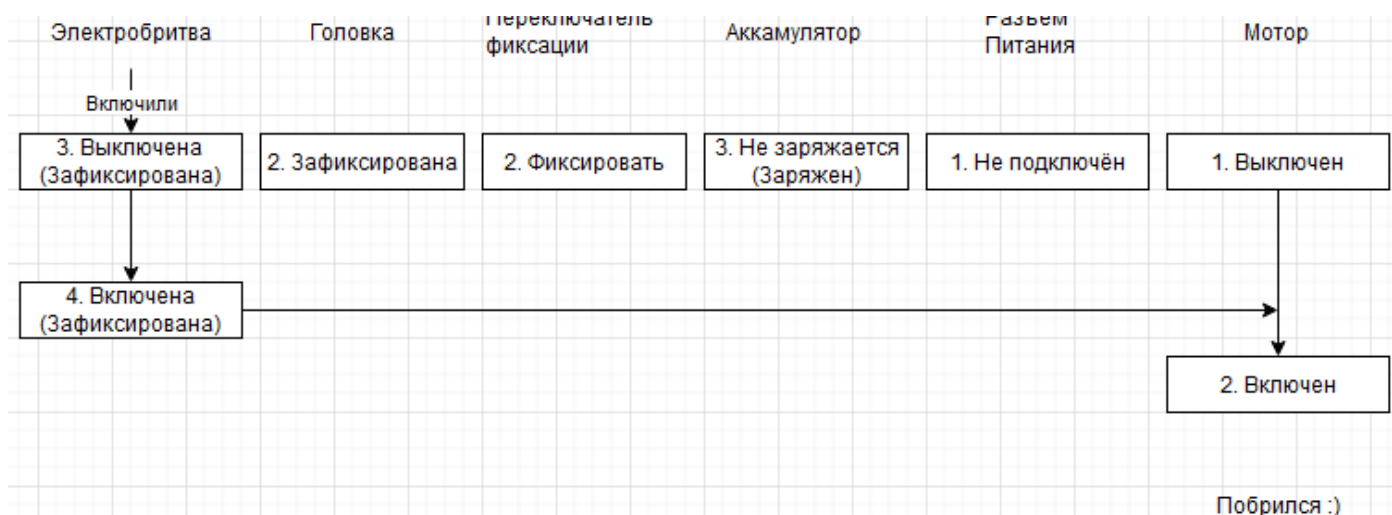 Электробритва
Головка
Переключатель
фиксации
Аккамулятор
Разъем
Питания
Мотор
Включили
3. Выключена
(Зафиксирована)
2. Зафиксирована
2. Фиксировать
3. Не заряжается
(Заряжен)
1. Не подключён
1. Выключен
4. Включена
(Зафиксирована)
2. Включен
Побрился :)